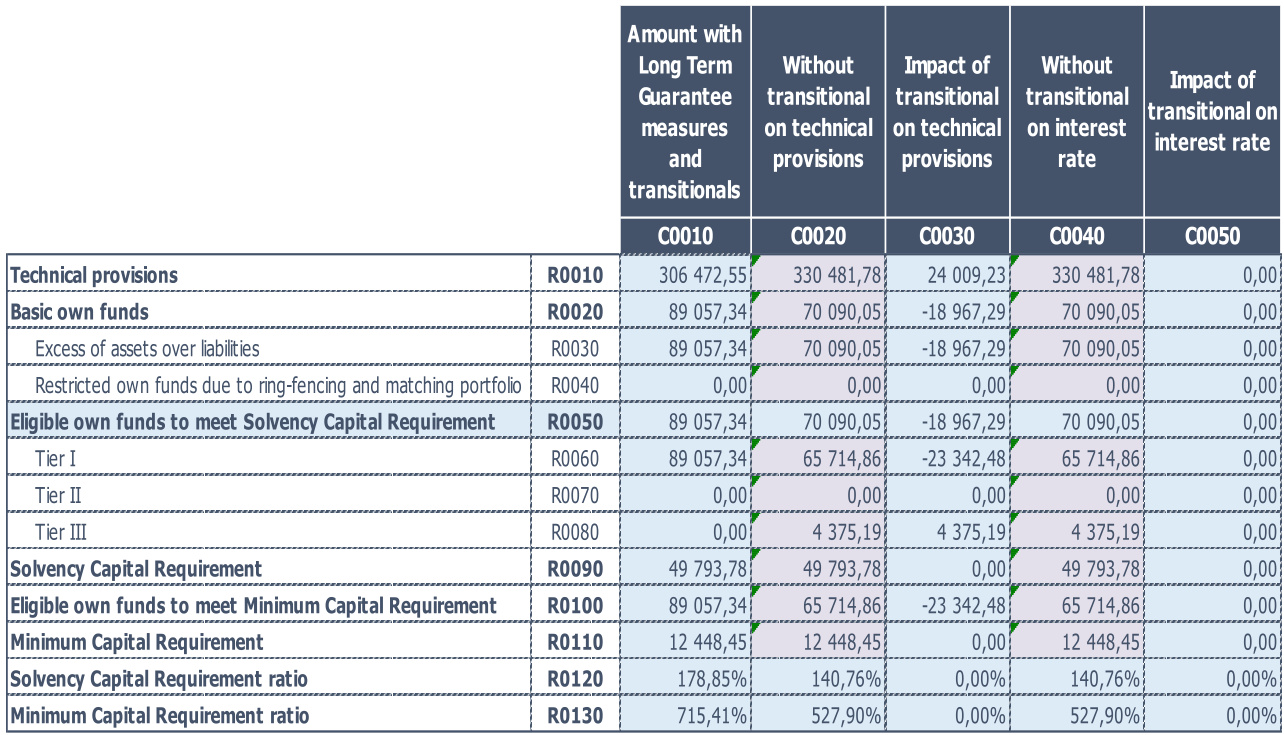 Amount with Long Term Guarantee measures and transitionals | Without transitional on technical provisions | Impact of transitional on technical provisions | Without transitional on interest rate | Impact of transitional on interest rate
C0010 C0020 C0030 C0040 C0050
Technical provisions R0010 306 472,55 330 481,78 24 009,23 330 481,78 0,00
Basic own funds R0020 89 057,34 70 090,05 -18 967,29 70 090,05 0,00
Excess of assets over liabilities R0030 89 057,34 70 090,05 -18 967,29 70 090,05 0,00
Restricted own funds due to ring-fencing and matching portfolio R0040 0,00 0,00 0,00 0,00 0,00
Eligible own funds to meet Solvency Capital Requirement R0050 89 057,34 70 090,05 -18 967,29 70 090,05 0,00
Tier I R0060 89 057,34 65 714,86 -23 342,48 65 714,86 0,00
Tier II R0070 0,00 0,00 0,00 0,00 0,00
Tier III R0080 0,00 4 375,19 4 375,19 4 375,19 0,00
Solvency Capital Requirement R0090 49 793,78 49 793,78 0,00 49 793,78 0,00
Eligible own funds to meet Minimum Capital Requirement R0100 89 057,34 65 714,86 -23 342,48 65 714,86 0,00
Minimum Capital Requirement R0110 12 448,45 12 448,45 0,00 12 448,45 0,00
Solvency Capital Requirement ratio R0120 178,85% 140,76% 0,00% 140,76% 0,00%
Minimum Capital Requirement ratio R0130 715,41% 527,90% 0,00% 527,90% 0,00%